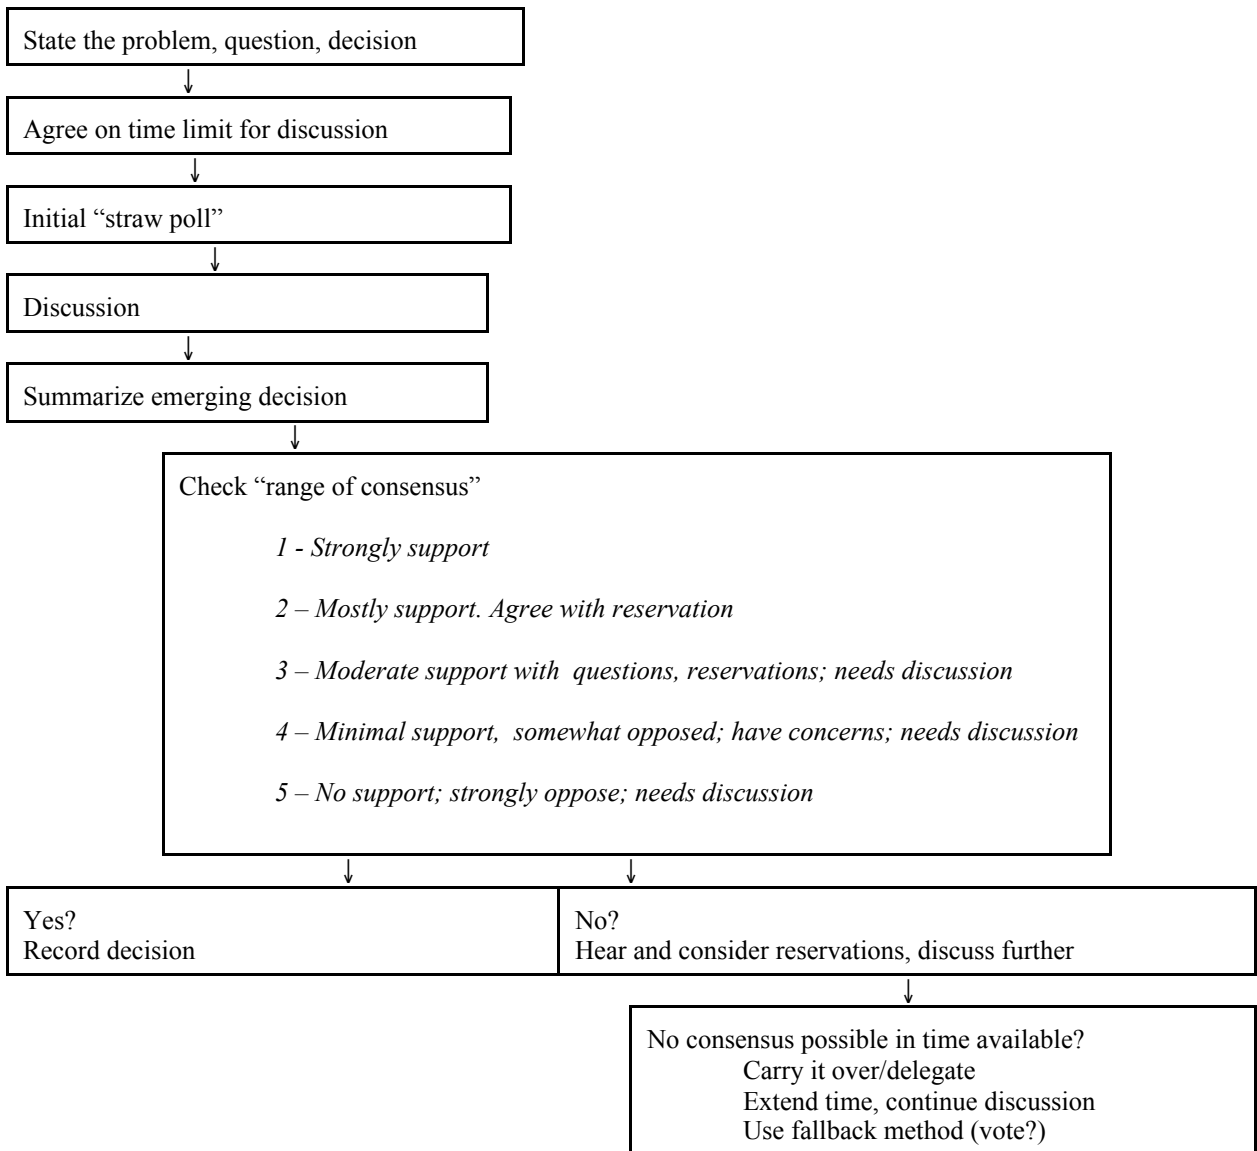 State the problem, question, decision
Agree on time limit for discussion
Initial “straw poll”
Discussion
Summarize emerging decision
Check “range of consensus”
1 - Strongly support
2 – Mostly support. Agree with reservation
3 – Moderate support with  questions, reservations; needs discussion
4 – Minimal support,  somewhat opposed; have concerns; needs discussion
5 – No support; strongly oppose; needs discussion
Yes?
Record decision
No?
Hear and consider reservations, discuss further
No consensus possible in time available?
Carry it over/delegate
Extend time, continue discussion
Use fallback method (vote?)